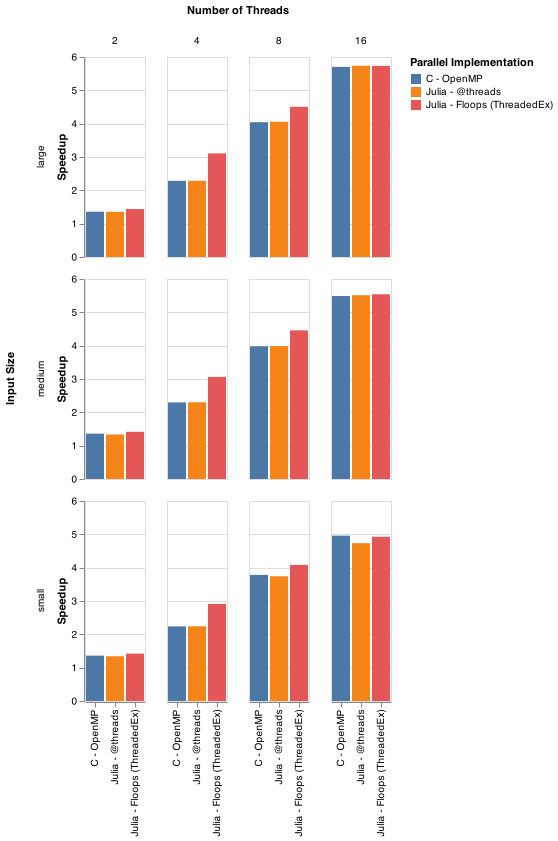 Number of Threads
2 4 8 16
Parallel Implementation
C - OpenMP
Julia - @threads
Julia - Floops (ThreadedEx)
Input Size
large
Speedup
6
5
4
3
2
1
0
medium
Speedup
6
5
4
3
2
1
0
small
Speedup
6
5
4
3
2
1
0
C - OpenMP
Julia - @threads
Julia - Floops (ThreadedEx)
C - OpenMP
Julia - @threads
Julia - Floops (ThreadedEx)
C - OpenMP
Julia - @threads
Julia - Floops (ThreadedEx)
C - OpenMP
Julia - @threads
Julia - Floops (ThreadedEx)